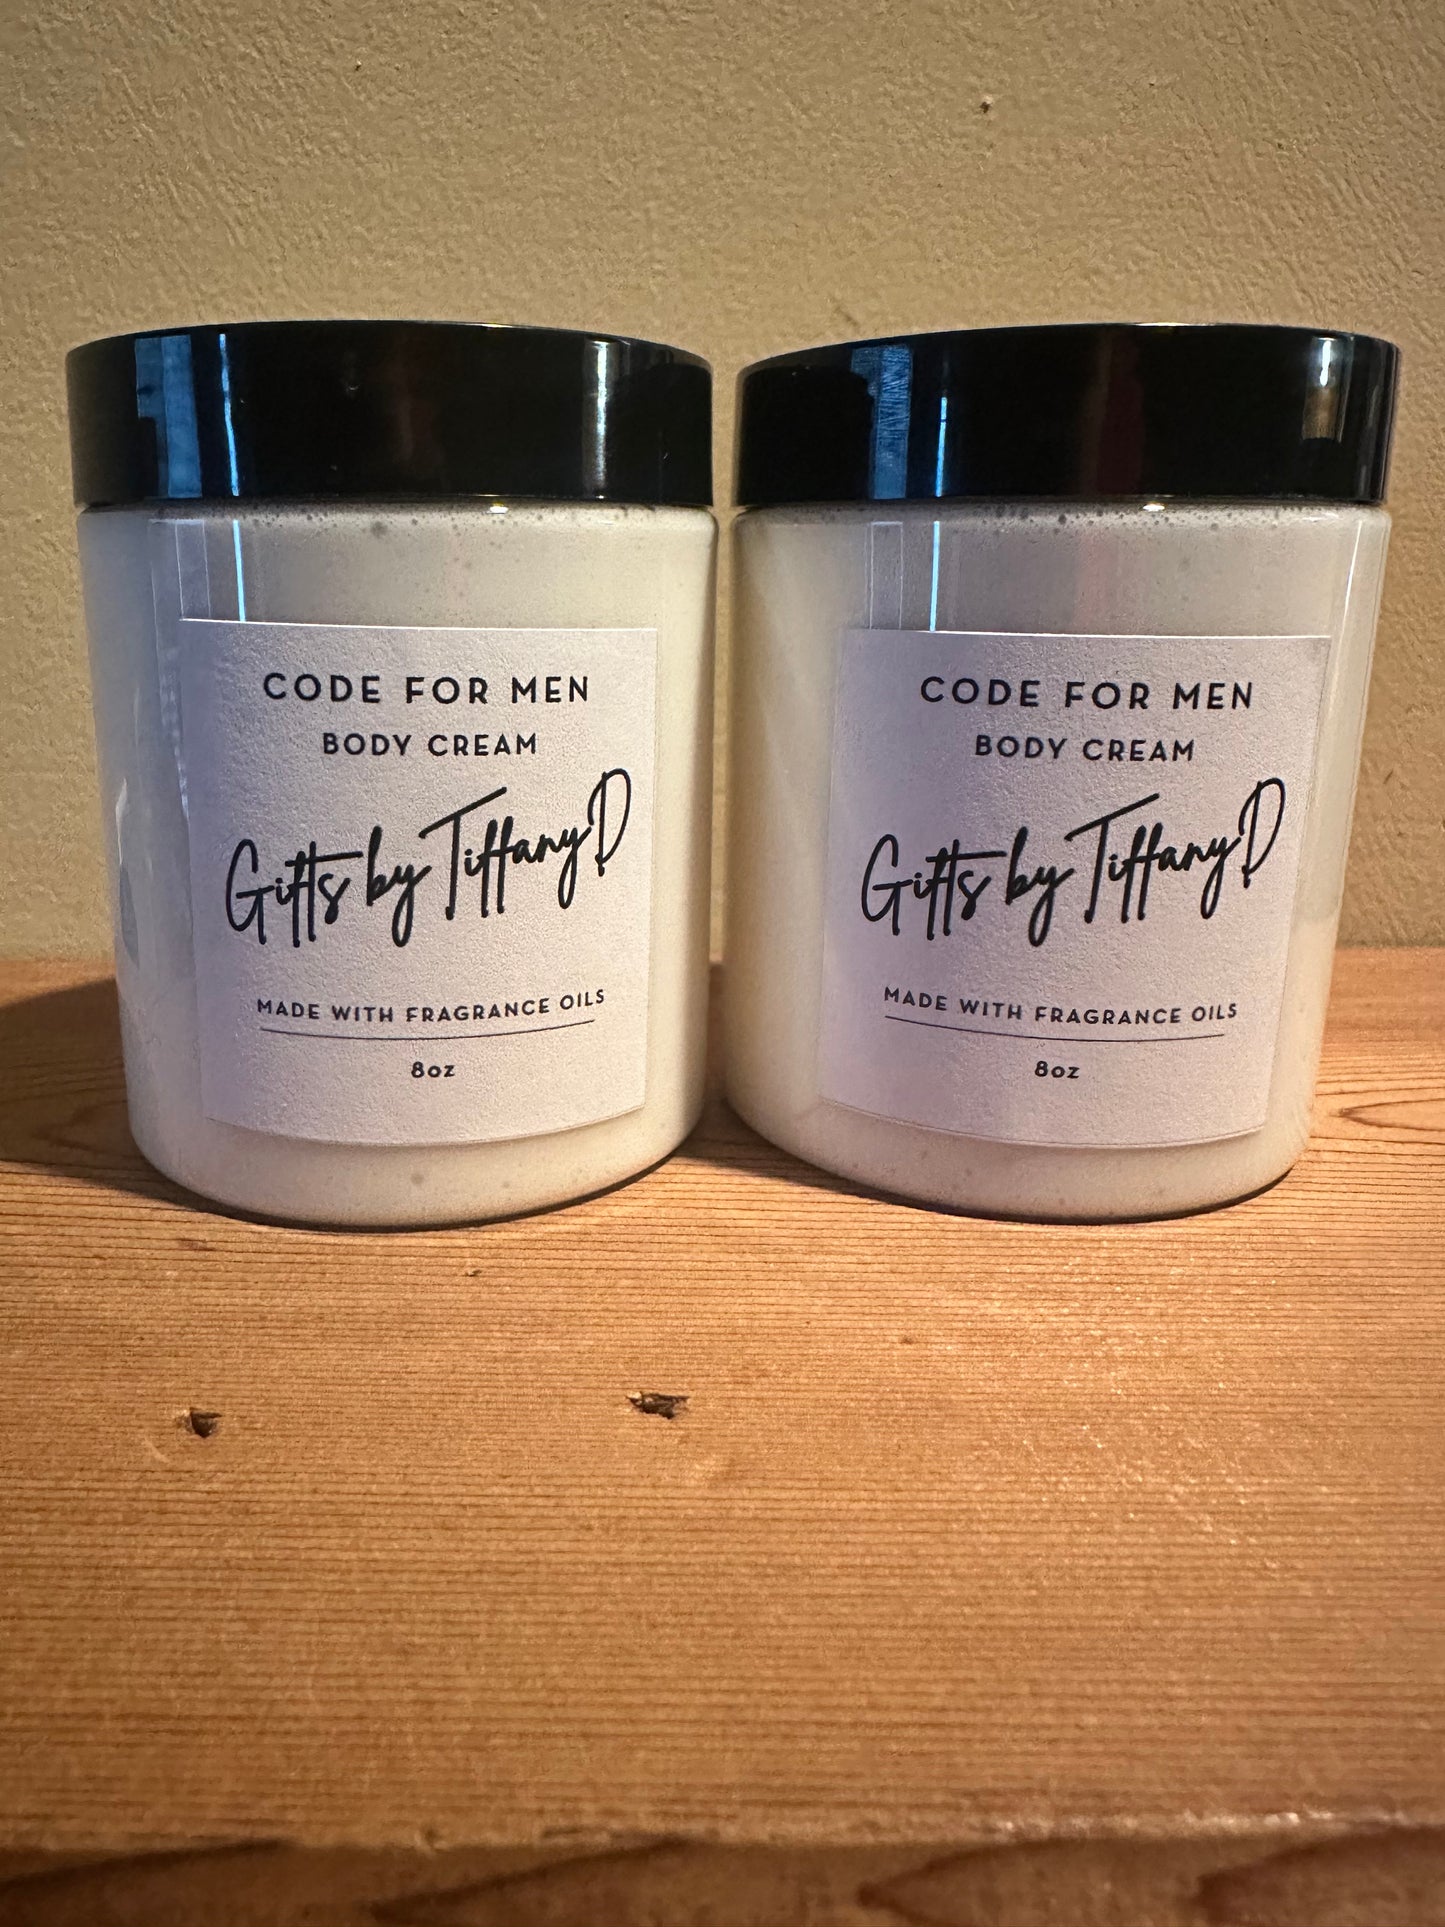 CODE FOR MEN
BODY CREAM
Gifts by Tiffany D
MADE WITH FRAGRANCE OILS
8oz
CODE FOR MEN
BODY CREAM
Gifts by Tiffany D
MADE WITH FRAGRANCE OILS
8oz